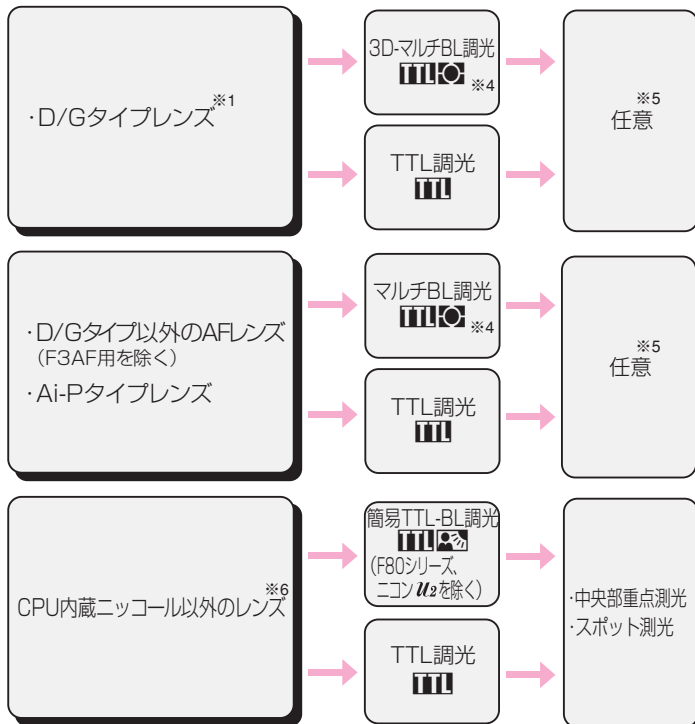 ・D/Gタイプレンズ※1
3D-マルチBL調光
TTL ※4
TTL調光
TTL
※5
任意
・D/Gタイプ以外のAFレンズ
(F3AF用を除く)
・Ai-Pタイプレンズ
マルチBL調光
TTL ※4
TTL調光
TTL
※5
任意
CPU内蔵ニッコール以外のレンズ※6
簡易TTL-BL調光
TTL
(F80シリーズ、
ニコンu2を除く)
TTL調光
TTL
・中央部重点測光
・スポット測光